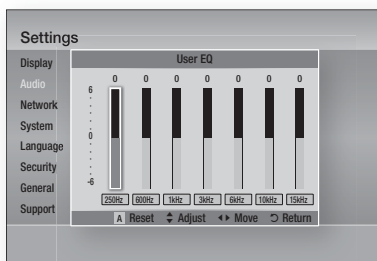 Settings
Display
Audio
Network
System
Language
Security
General
Support
User EQ
0 0 0 0 0 0 0
6
0
-6
250Hz 600Hz 1kHz 3kHz 6kHz 10kHz 15kHz
A Reset Adjust Move Return